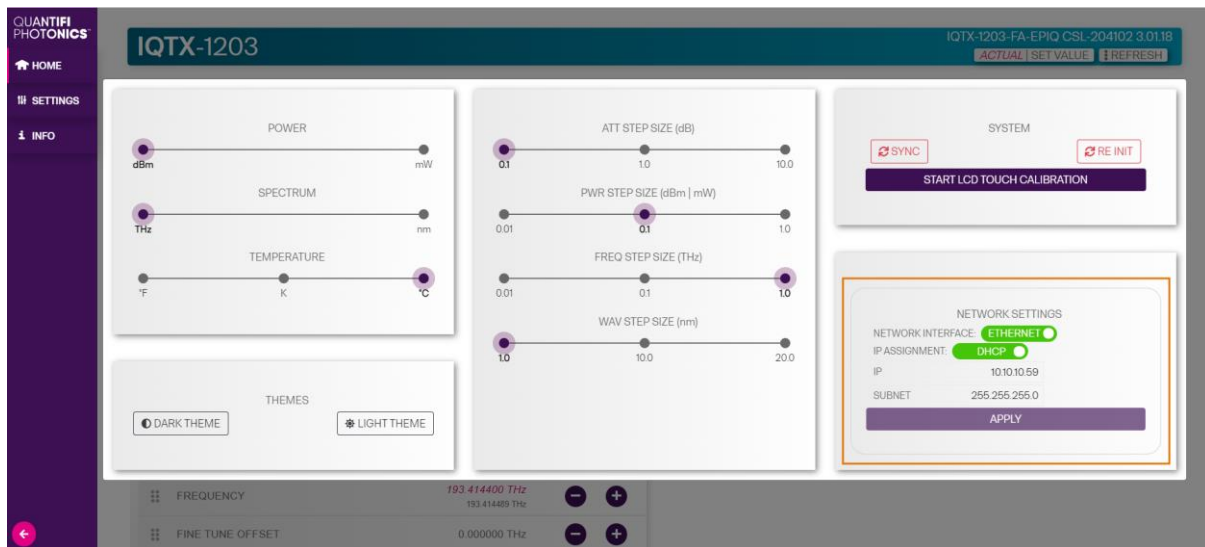 QUANTIFI
PHOTONICS
HOME
SETTINGS
INFO
IQTX-1203
IQTX-1203-FA-EPIQ CSL-204102 3.01.18
ACTUAL | SET VALUE REFRESH
POWER
dBm mW
SPECTRUM
THz nm
TEMPERATURE
°F K °C
THEMES
DARK THEME LIGHT THEME
ATT STEP SIZE (dB)
0.1 1.0 10.0
PWR STEP SIZE (dBm | mW)
0.01 0.1 1.0
FREQ STEP SIZE (THz)
0.01 0.1 1.0
WAV STEP SIZE (nm)
1.0 10.0 20.0
SYSTEM
SYNC RE INIT
START LCD TOUCH CALIBRATION
NETWORK SETTINGS
NETWORK INTERFACE: ETHERNET
IP ASSIGNMENT: DHCP
IP 10.10.10.59
SUBNET 255.255.255.0
APPLY
FREQUENCY 193.414400 THz
193.414489 THz
FINE TUNE OFFSET 0.000000 THz